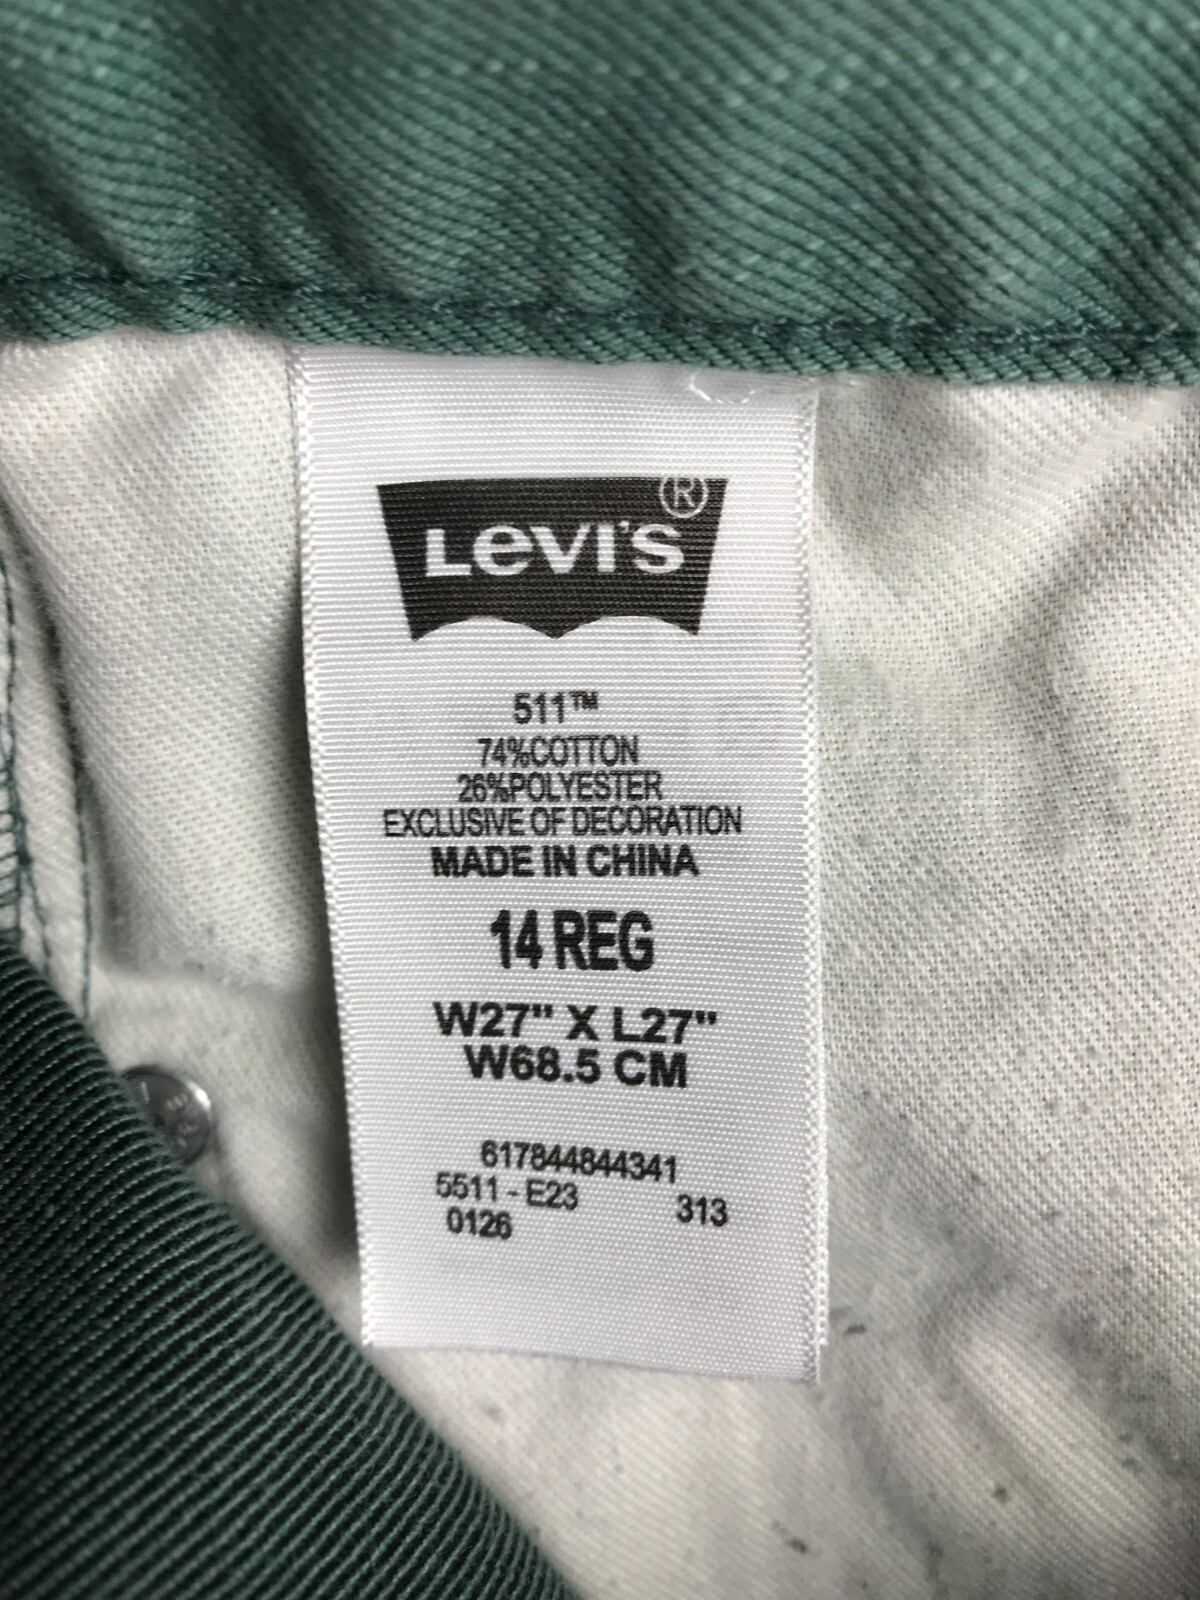 Levi's®
511™
74%COTTON
26%POLYESTER
EXCLUSIVE OF DECORATION
MADE IN CHINA
14 REG
W27" X L27"
W68.5 CM
617844844341
5511 - E23 313
0126